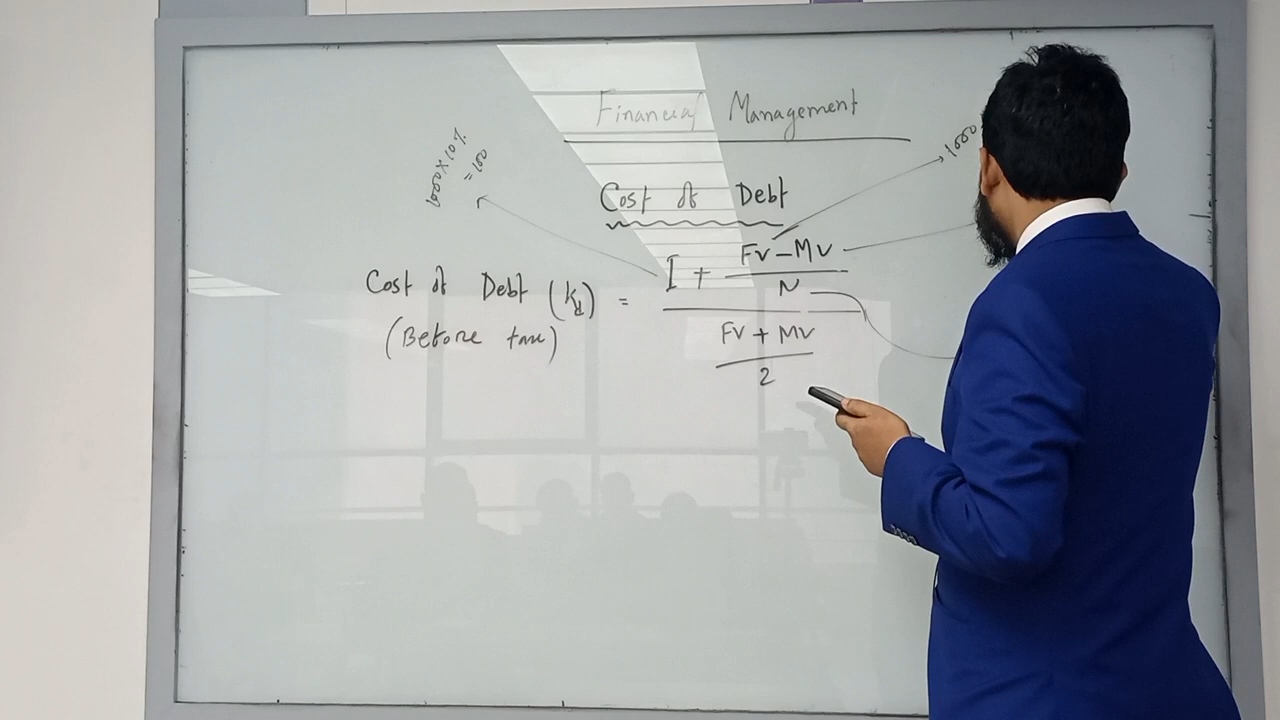 Financial Management
Cost of Debt
1000
1000 x 10%
= 100
Cost of Debt (Kd) =
(Before tax)
I + Fv - Mv
N
Fv + Mv
2